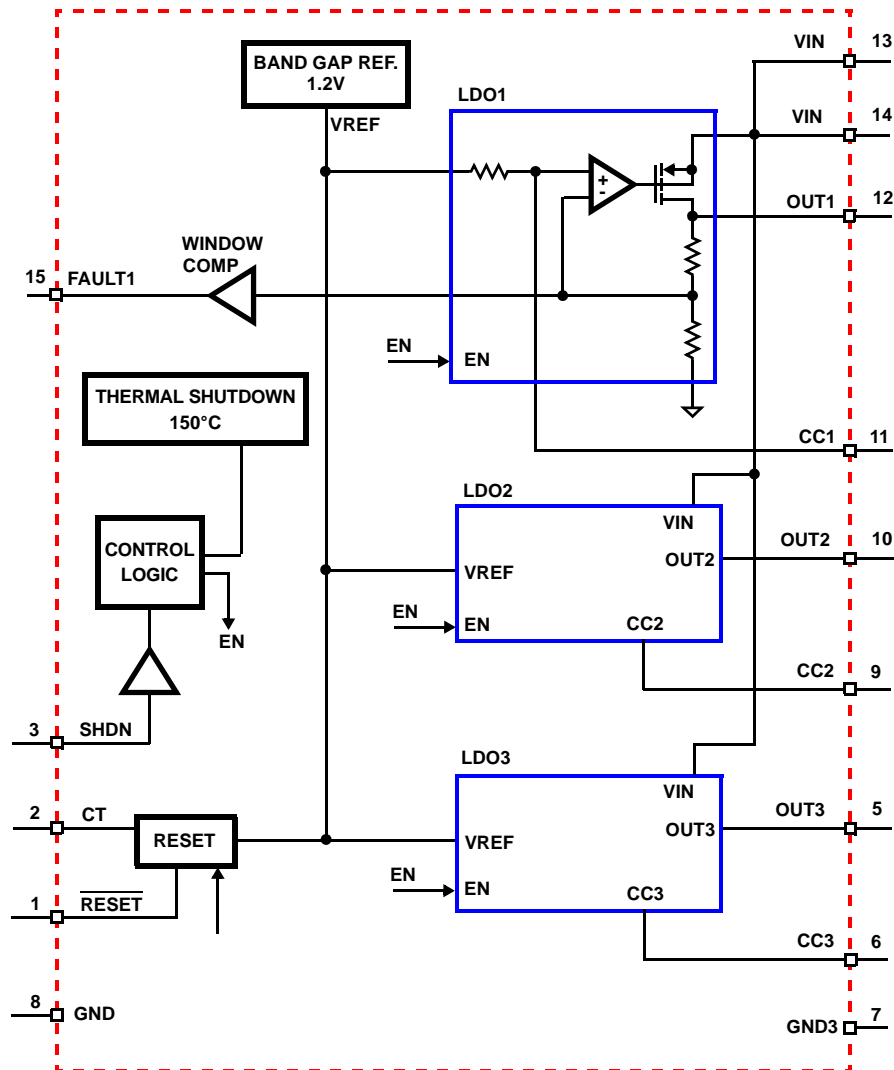 VIN 13
BAND GAP REF.
1.2V
LDO1
VREF
VIN 14
+
-
OUT1 12
WINDOW
COMP
15 FAULT1
EN
EN
THERMAL SHUTDOWN
150°C
CC1 11
LDO2
VIN
CONTROL
LOGIC
OUT2
OUT2 10
VREF
EN
EN
EN
CC2
CC2 9
3 SHDN
LDO3
VIN
2 CT
RESET
OUT3
OUT3 5
VREF
EN
EN
CC3
1 RESET
CC3 6
8 GND
GND3 7